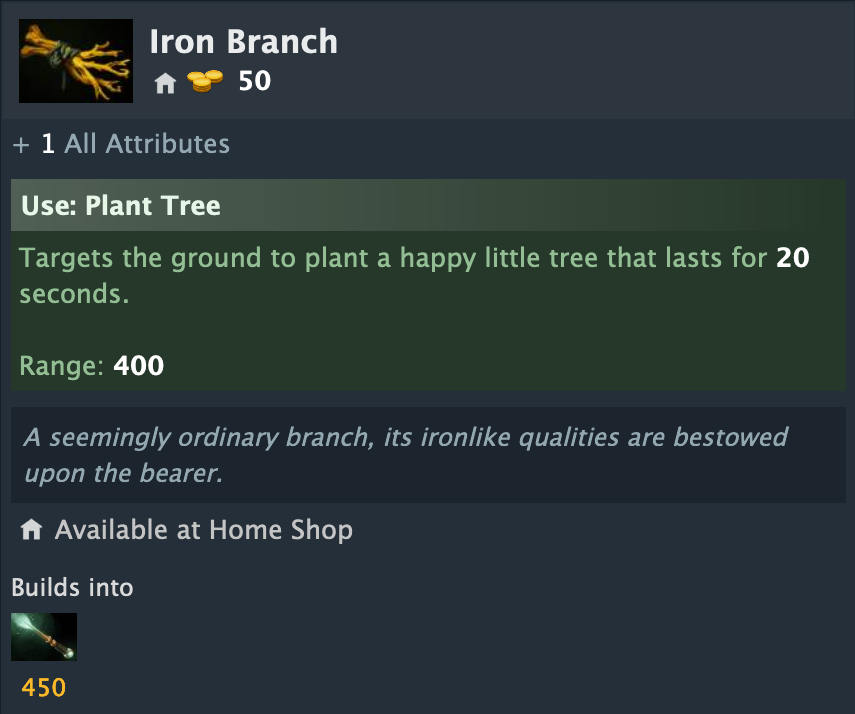 Iron Branch
50
+ 1 All Attributes
Use: Plant Tree
Targets the ground to plant a happy little tree that lasts for 20
seconds.
Range: 400
A seemingly ordinary branch, its ironlike qualities are bestowed
upon the bearer.
Available at Home Shop
Builds into
450